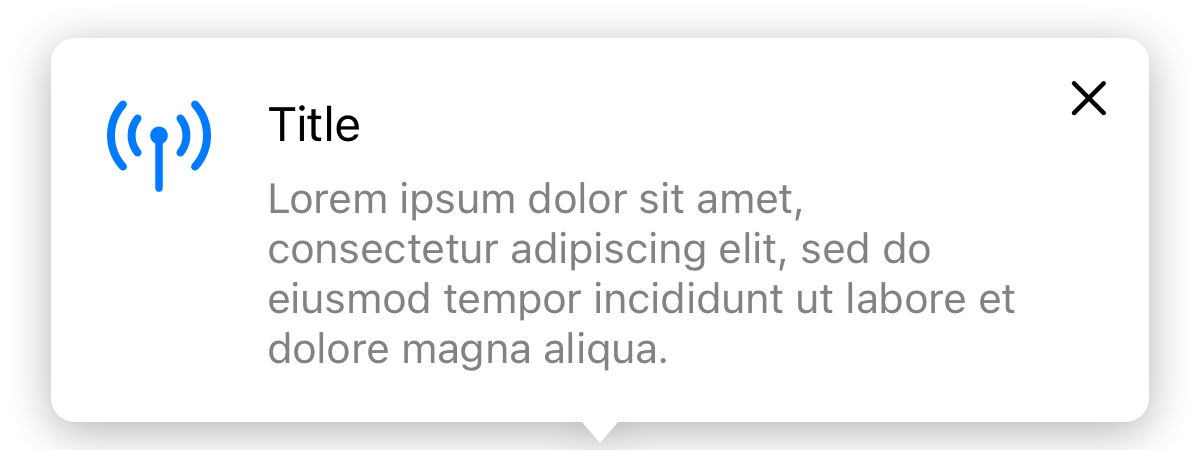 Title
Lorem ipsum dolor sit amet,
consectetur adipiscing elit, sed do
eiusmod tempor incididunt ut labore et
dolore magna aliqua.